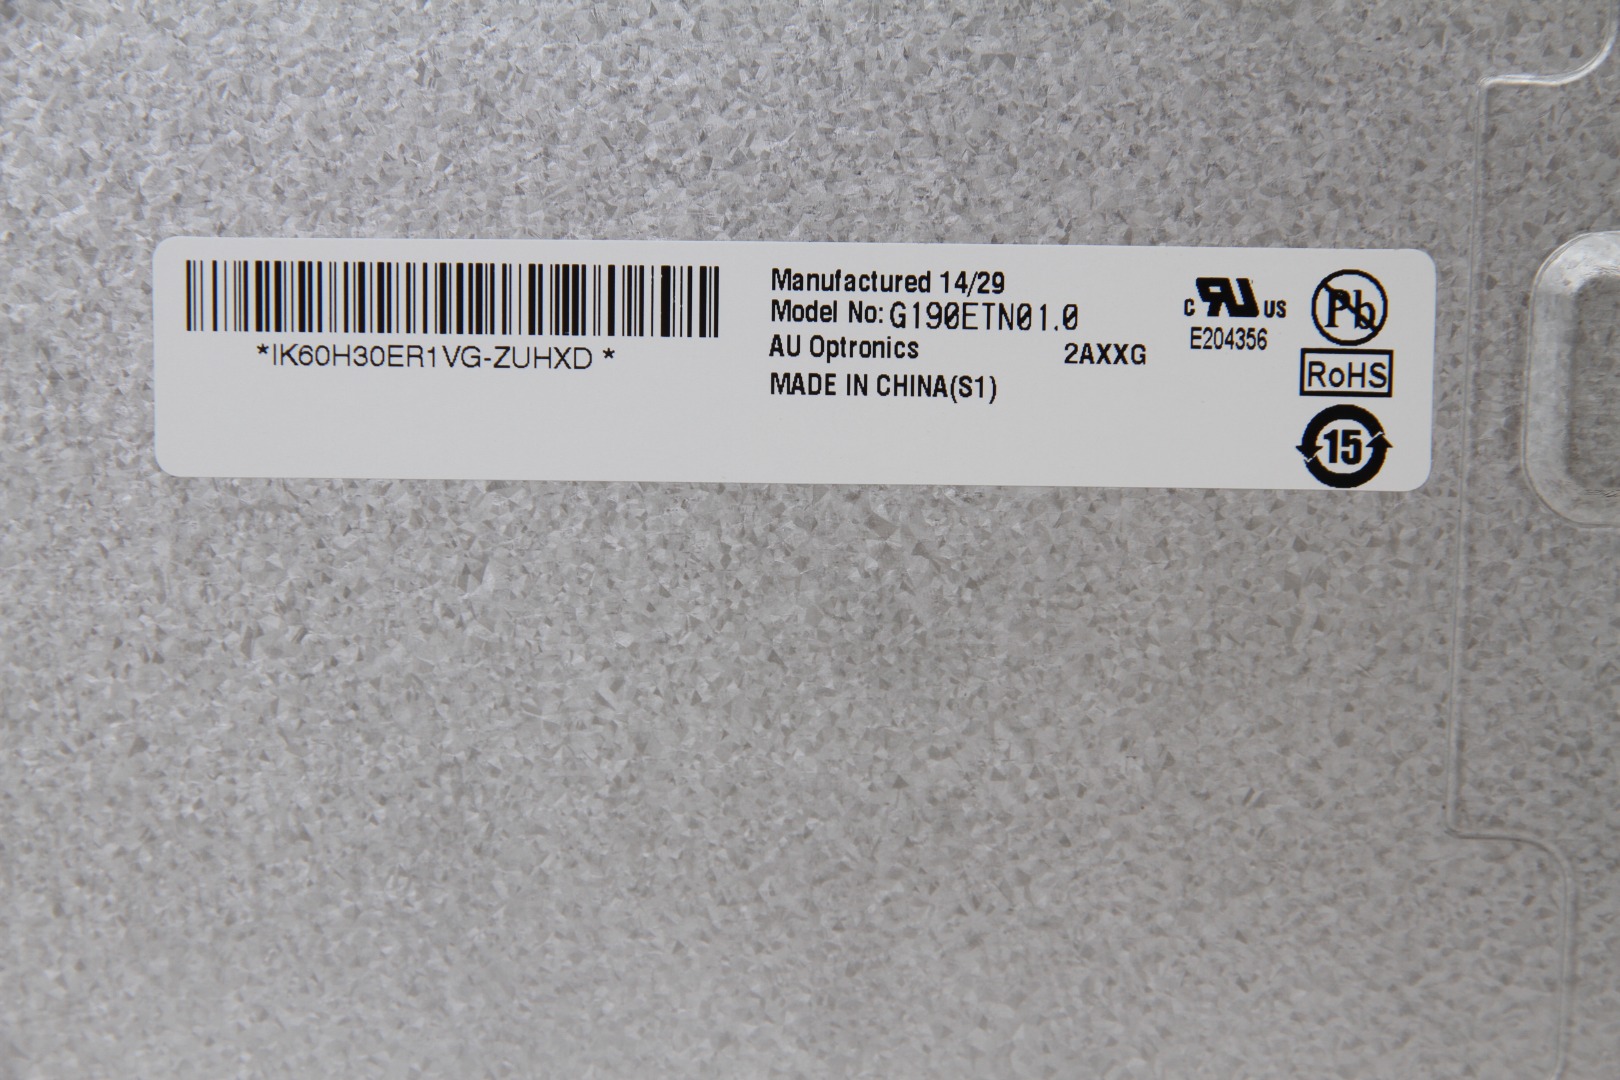 *IK60H30ER1VG-ZUHXD *
Manufactured 14/29
Model No: G190ETN01.0
AU Optronics 2AXXG
MADE IN CHINA(S1)
c RU US
E204356
Pb
RoHS
15